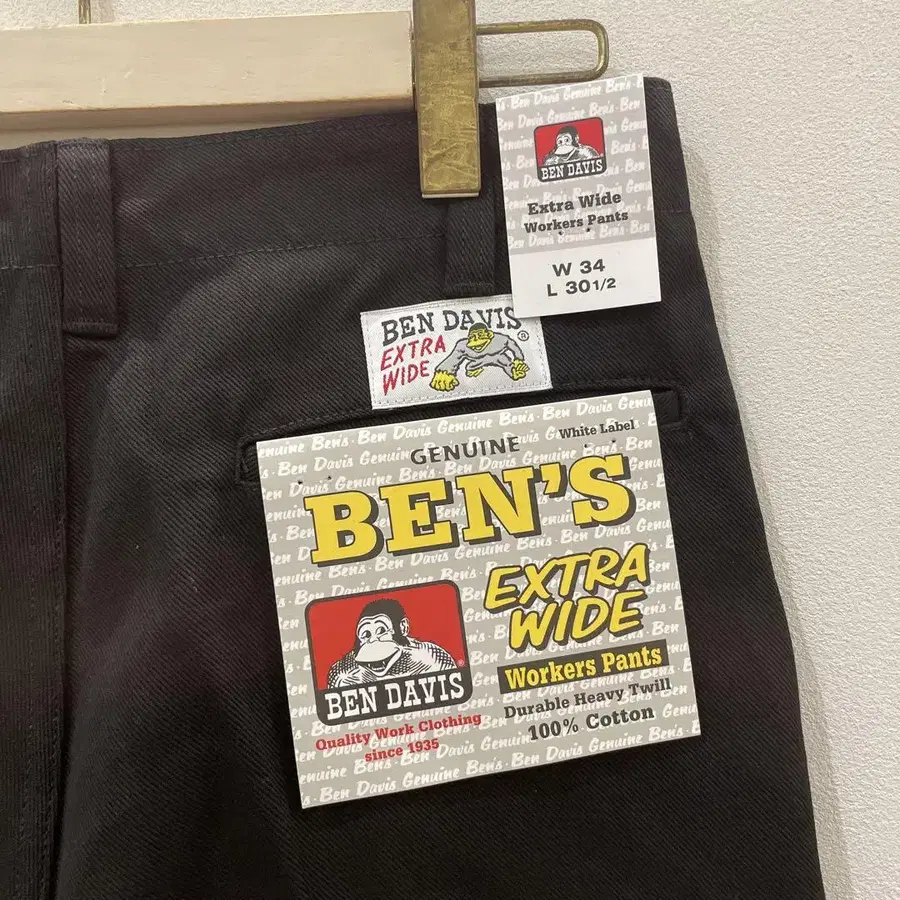 BEN DAVIS
Extra Wide
Workers Pants
W 34
L 30 1/2
BEN DAVIS
EXTRA
WIDE
®
GENUINE
White Label
BEN'S
EXTRA
WIDE
Workers Pants
Durable Heavy Twill
100% Cotton
BEN DAVIS
®
Quality Work Clothing
since 1935